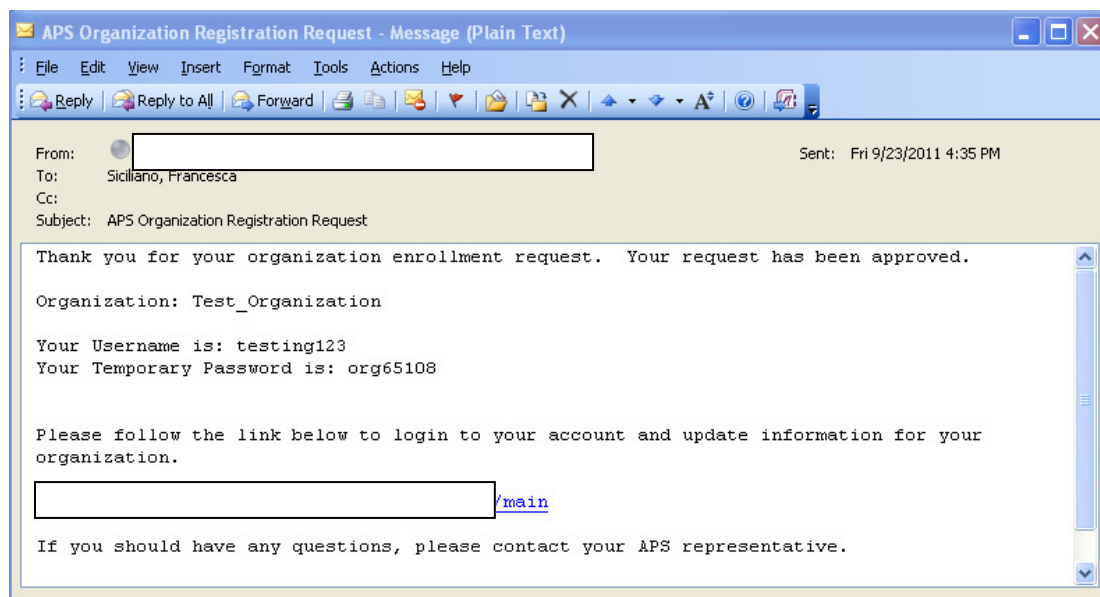 APS Organization Registration Request - Message (Plain Text)
File Edit View Insert Format Tools Actions Help
Reply Reply to All Forward
From: Sent: Fri 9/23/2011 4:35 PM
To: Siciliano, Francesca
Cc:
Subject: APS Organization Registration Request
Thank you for your organization enrollment request. Your request has been approved.
Organization: Test_Organization
Your Username is: testing123
Your Temporary Password is: org65108
Please follow the link below to login to your account and update information for your
organization.
/main
If you should have any questions, please contact your APS representative.